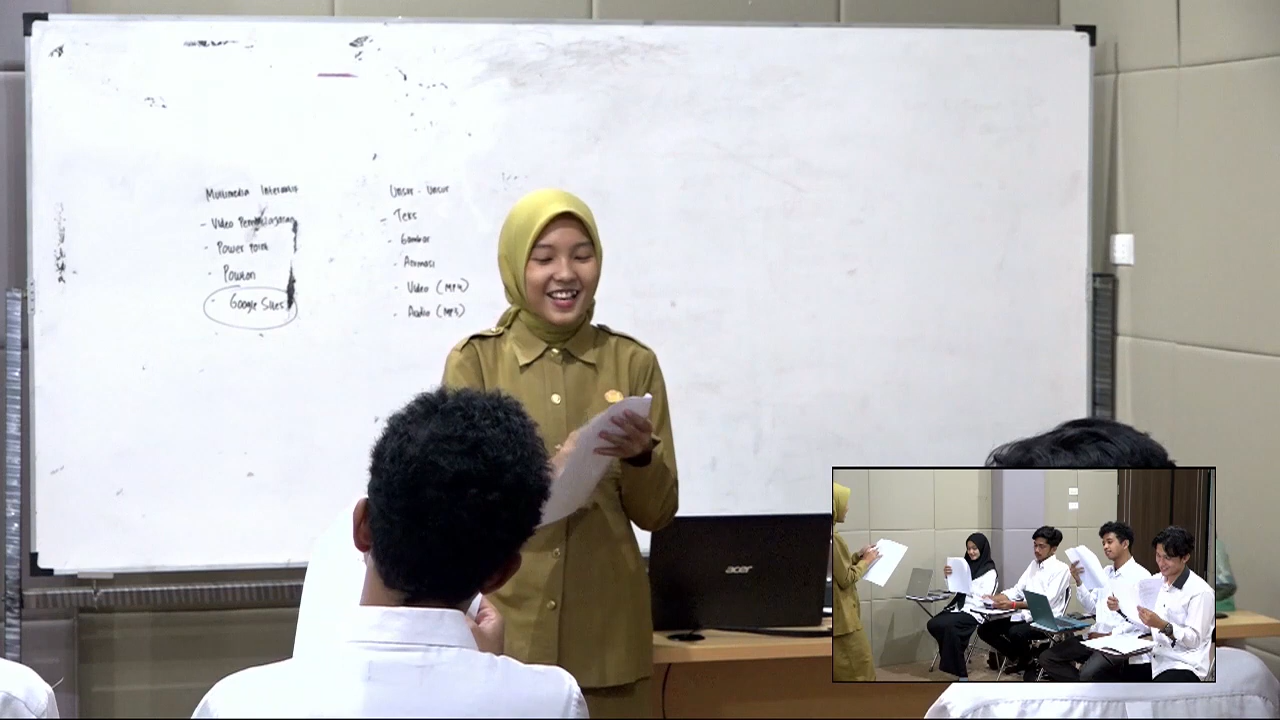 Multimedia Interaktif
- Video Pembelajaran
- Power point
- Powton
- Google Sites
Unsur - Unsur
- Teks
- Gambar
- Animasi
- Video (MP4)
- Audio (MP3)
acer